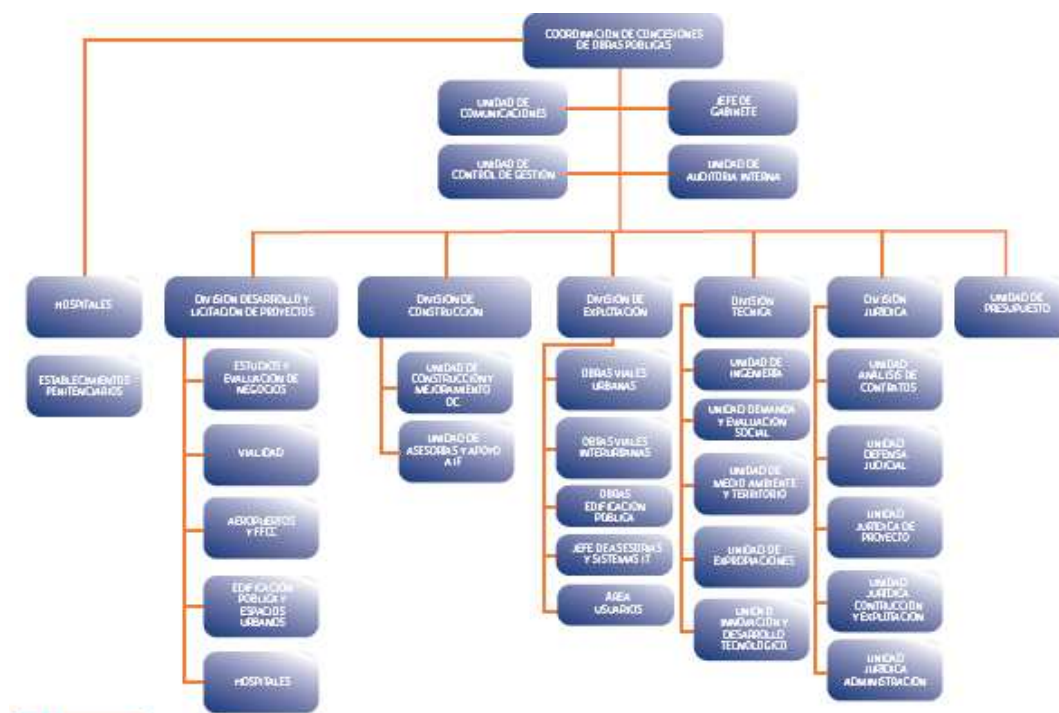 COORDINACIÓN DE CONCESIONES
DE OBRAS PÚBLICAS
UNIDAD DE
COMUNICACIONES
JEFE DE
GABINETE
UNIDAD DE
CONTROL DE GESTIÓN
UNIDAD DE
AUDITORIA INTERNA
HOSPITALES
ESTABLECIMIENTOS
PENITENCIARIOS
DIVISIÓN DESARROLLO Y
LICITACIÓN DE PROYECTOS
ESTUDIOS Y
EVALUACIÓN DE
NEGOCIOS
VIALIDAD
AEROPUERTOS
Y FFCC
EDIFICACIÓN
PÚBLICA Y
ESPACIOS
URBANOS
HOSPITALES
DIVISIÓN DE
CONSTRUCCIÓN
UNIDAD DE
CONSTRUCCIÓN Y
MEJORAMIENTO
OC
UNIDAD DE
ASESORÍAS Y APOYO
A IF
DIVISIÓN DE
EXPLOTACIÓN
OBRAS VIALES
URBANAS
OBRAS VIALES
INTERURBANAS
OBRAS
EDIFICACIÓN
PÚBLICA
JEFE DE ASESORÍAS
Y SISTEMAS IT
ÁREA
USUARIOS
DIVISIÓN
TÉCNICA
UNIDAD DE
INGENIERÍA
UNIDAD DEMANDA
Y EVALUACIÓN
SOCIAL
UNIDAD DE
MEDIO AMBIENTE
Y TERRITORIO
UNIDAD DE
EXPROPIACIONES
UNIDAD
INNOVACIÓN Y
DESARROLLO
TECNOLÓGICO
DIVISIÓN
JURÍDICA
UNIDAD
ANÁLISIS DE
CONTRATOS
UNIDAD
DEFENSA
JUDICIAL
UNIDAD
JURÍDICA DE
PROYECTO
UNIDAD
JURÍDICA
CONTRUCCIÓN
Y EXPLOTACIÓN
UNIDAD
JURÍDICA
ADMINISTRACIÓN
UNIDAD DE
PRESUPUESTO